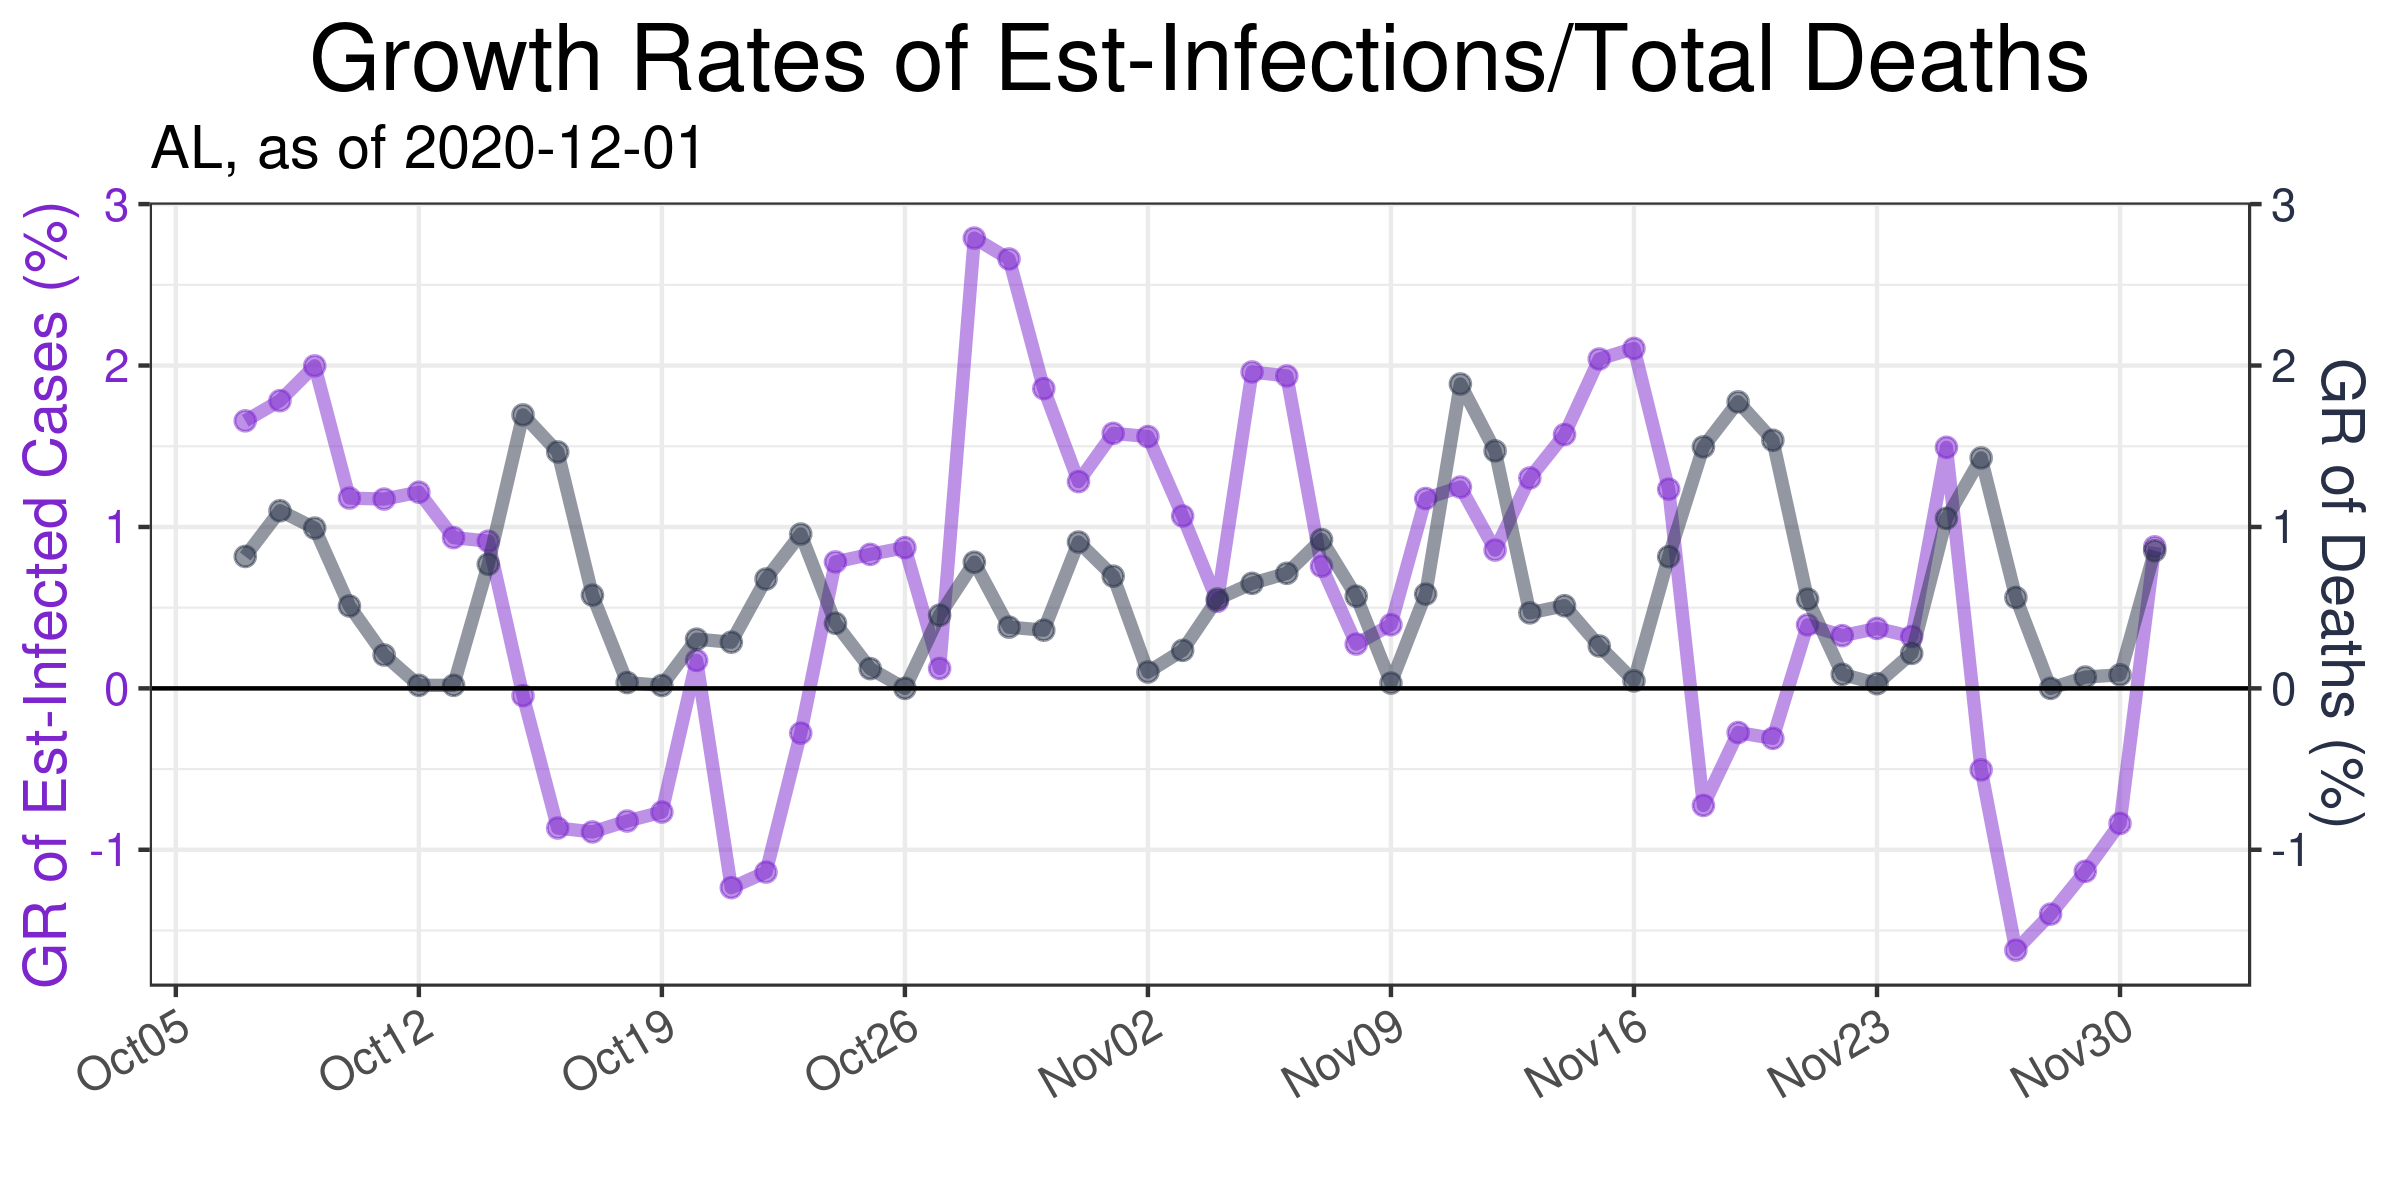 Growth Rates of Est-Infections/Total Deaths
AL, as of 2020-12-01
GR of Est-Infected Cases (%)
3
2
1
0
-1
3
2
1
0
-1
GR of Deaths (%)
Oct05
Oct12
Oct19
Oct26
Nov02
Nov09
Nov16
Nov23
Nov30